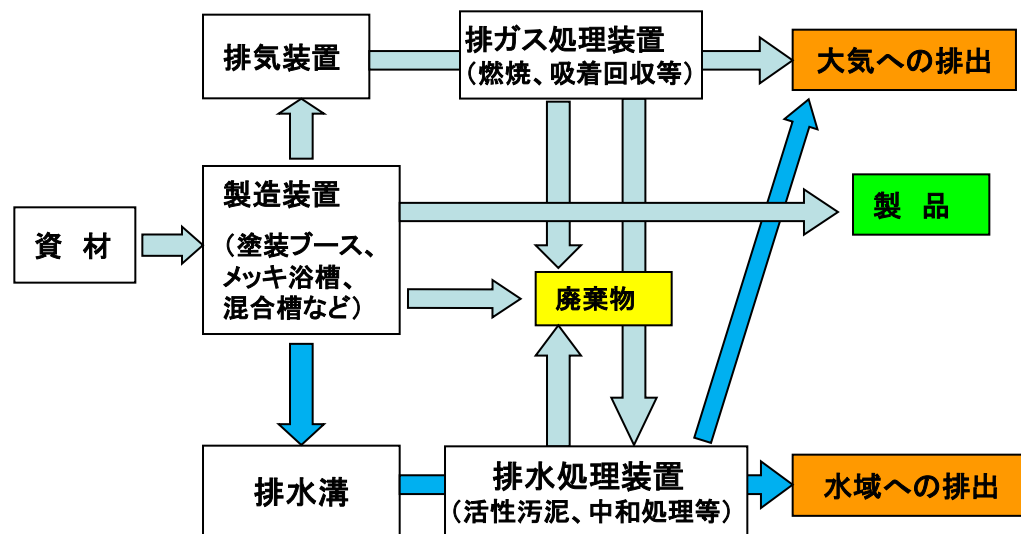 排気装置
排ガス処理装置
（燃焼、吸着回収等）
大気への排出
製造装置
（塗装ブース、
メッキ浴槽、
混合槽など）
製　品
資　材
廃棄物
排水溝
排水処理装置
（活性汚泥、中和処理等）
水域への排出